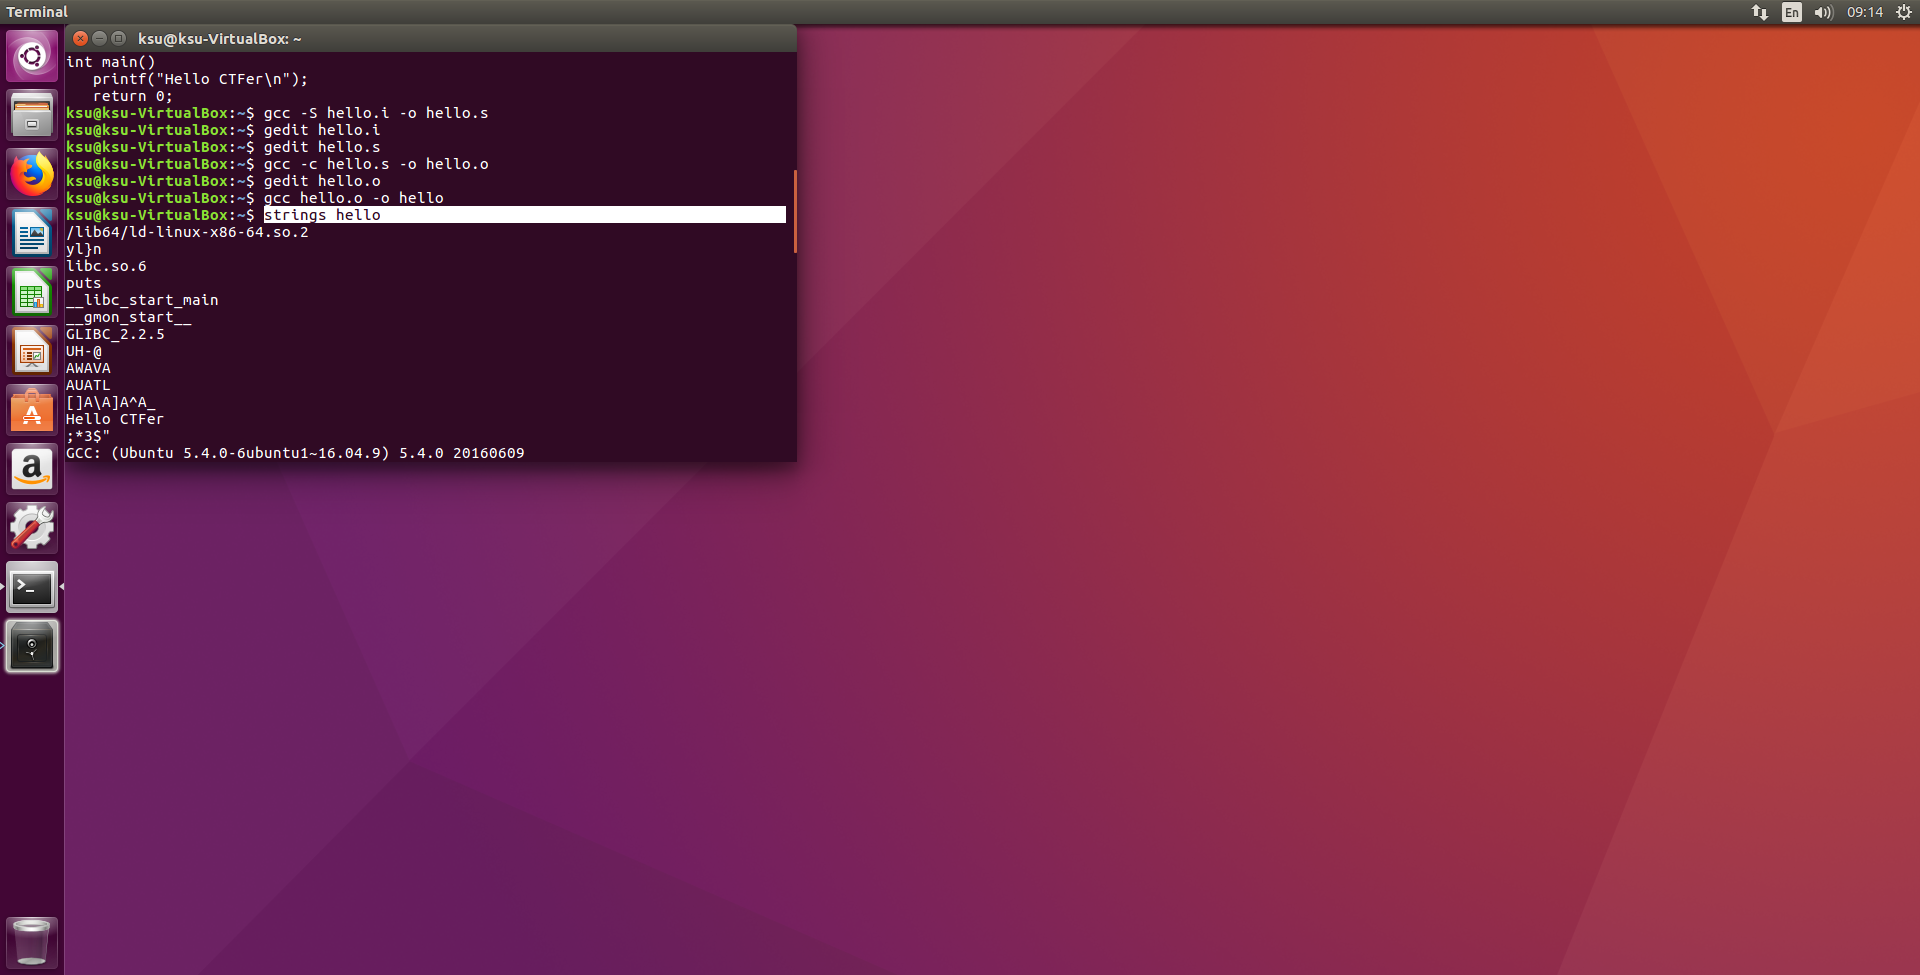 Terminal
En
09:14
ksu@ksu-VirtualBox: ~
int main()
   printf("Hello CTFer\n");
   return 0;
ksu@ksu-VirtualBox:~$ gcc -S hello.i -o hello.s
ksu@ksu-VirtualBox:~$ gedit hello.i
ksu@ksu-VirtualBox:~$ gedit hello.s
ksu@ksu-VirtualBox:~$ gcc -c hello.s -o hello.o
ksu@ksu-VirtualBox:~$ gedit hello.o
ksu@ksu-VirtualBox:~$ gcc hello.o -o hello
ksu@ksu-VirtualBox:~$ strings hello
/lib64/ld-linux-x86-64.so.2
yl}n
libc.so.6
puts
__libc_start_main
__gmon_start__
GLIBC_2.2.5
UH-@
AWAVA
AUATL
[]A\A]A^A_
Hello CTFer
;*3$"
GCC: (Ubuntu 5.4.0-6ubuntu1~16.04.9) 5.4.0 20160609